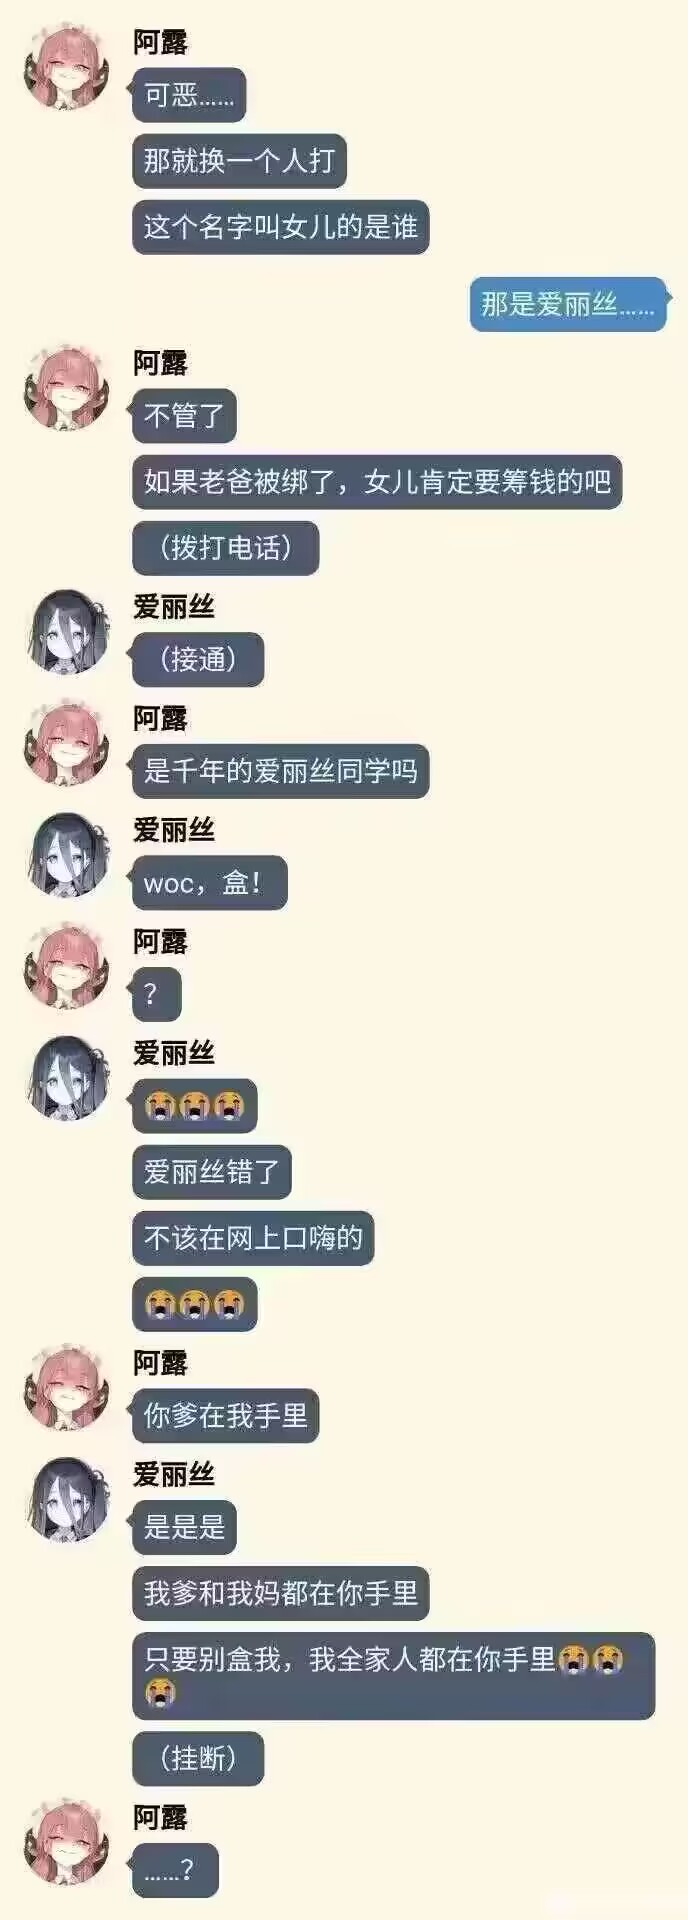 阿露
可恶……
那就换一个人打
这个名字叫女儿的是谁
那是爱丽丝……
阿露
不管了
如果老爸被绑了，女儿肯定要筹钱的吧
（拨打电话）
爱丽丝
（接通）
阿露
是千年的爱丽丝同学吗
爱丽丝
woc，盒！
阿露
？
爱丽丝
😭😭😭
爱丽丝错了
不该在网上口嗨的
😭😭😭
阿露
你爹在我手里
爱丽丝
是是是
我爹和我妈都在你手里
只要别盒我，我全家人都在你手里😭😭
😭
（挂断）
阿露
……？